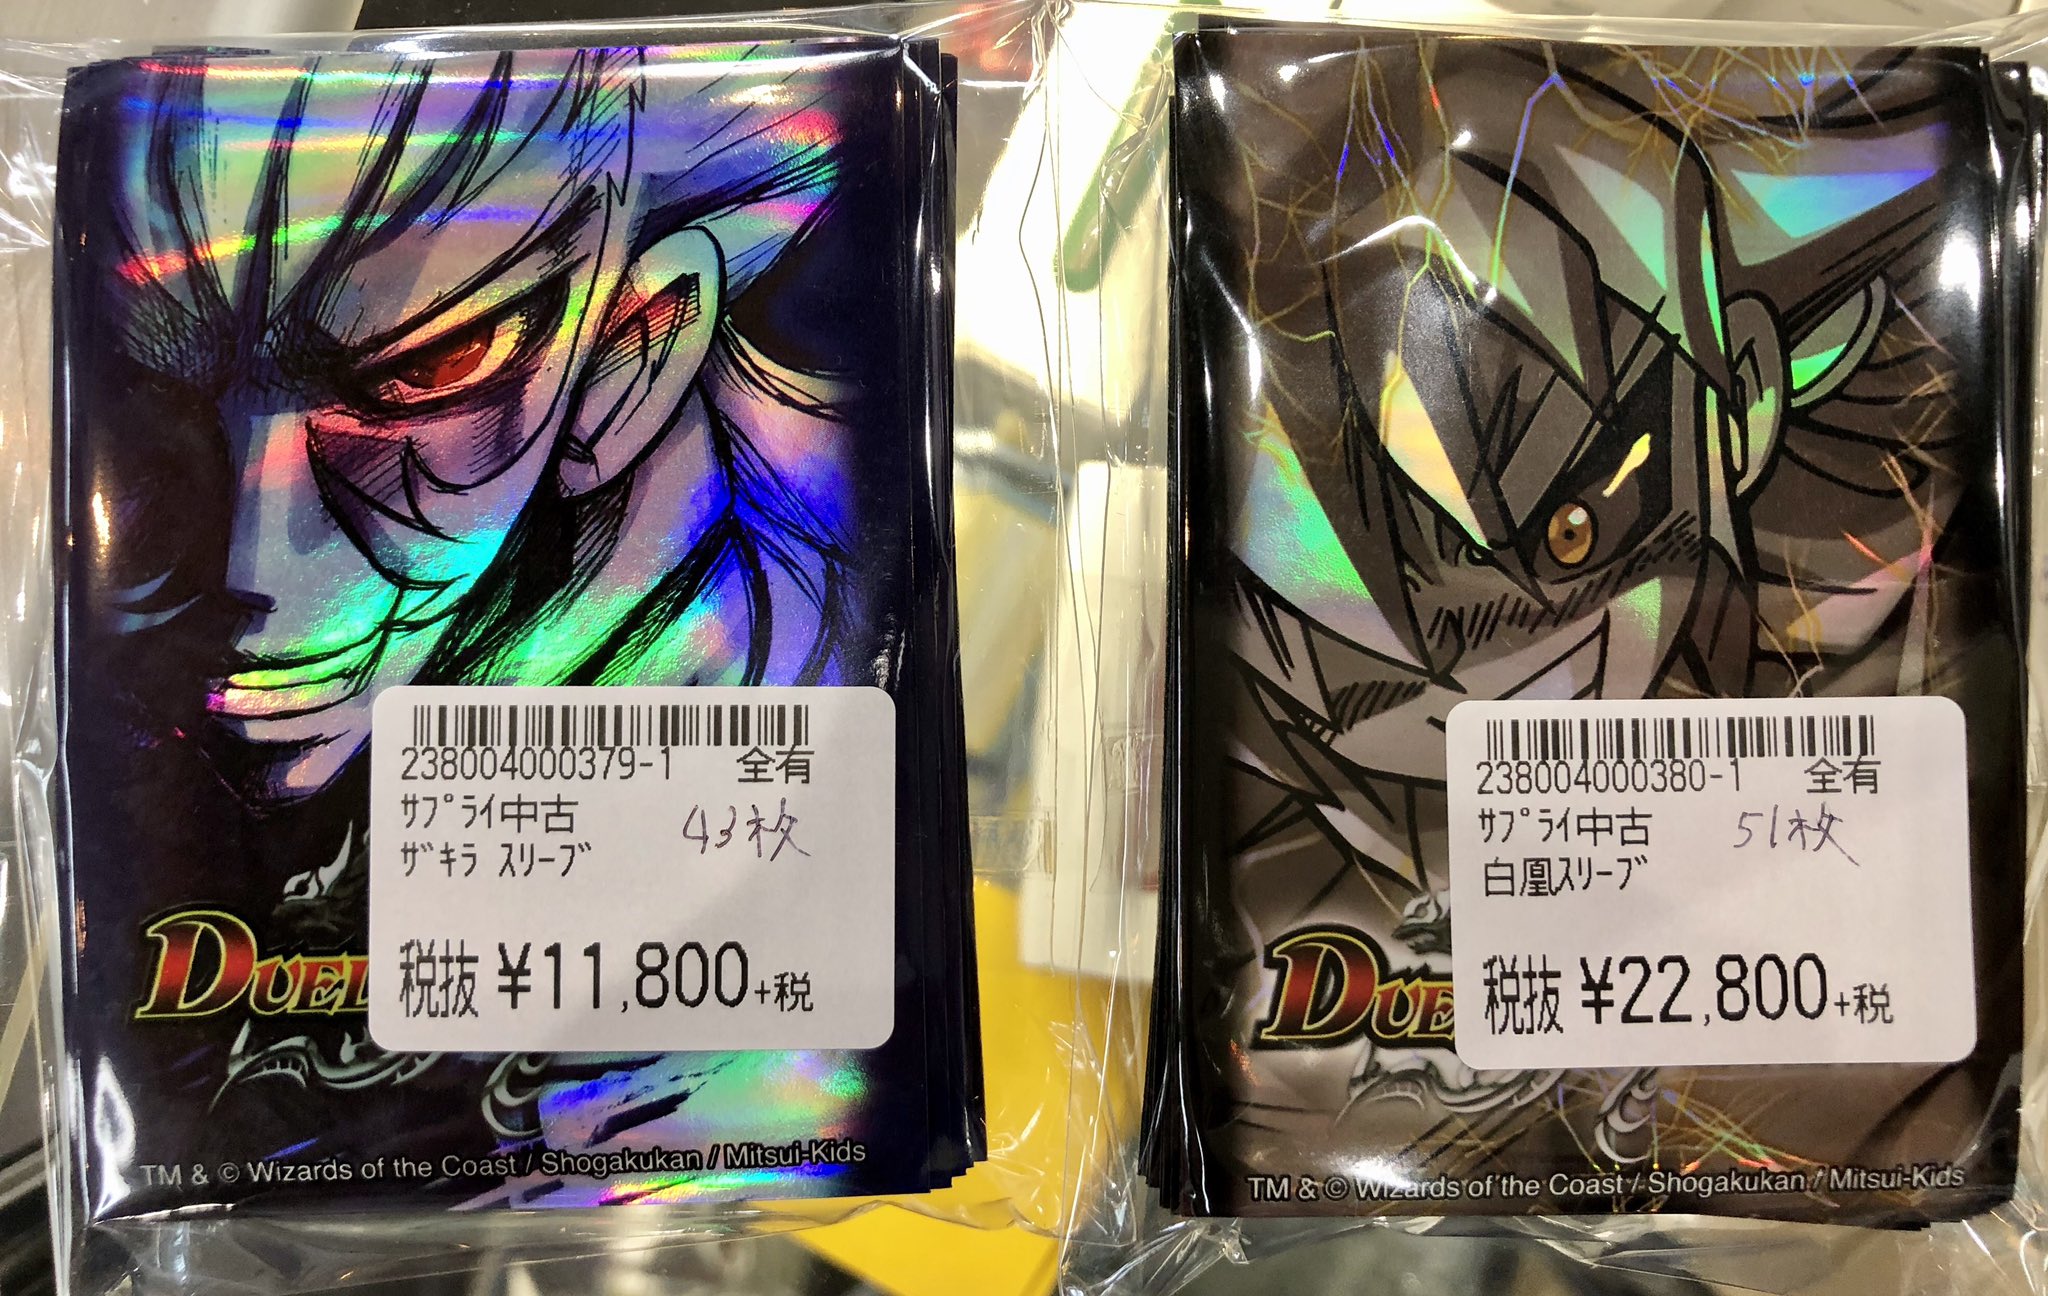 238004000379-1 全有
ｻﾌﾟﾗｲ中古
ｻﾞｷﾗ ｽﾘｰﾌﾞ
43枚
税抜 ¥11,800+税
DUEL
TM & © Wizards of the Coast / Shogakukan / Mitsui-Kids
238004000380-1 全有
ｻﾌﾟﾗｲ中古
白凰ｽﾘｰﾌﾞ
51枚
税抜 ¥22,800+税
DUE
TM & © Wizards of the Coast / Shogakukan / Mitsui-Kids